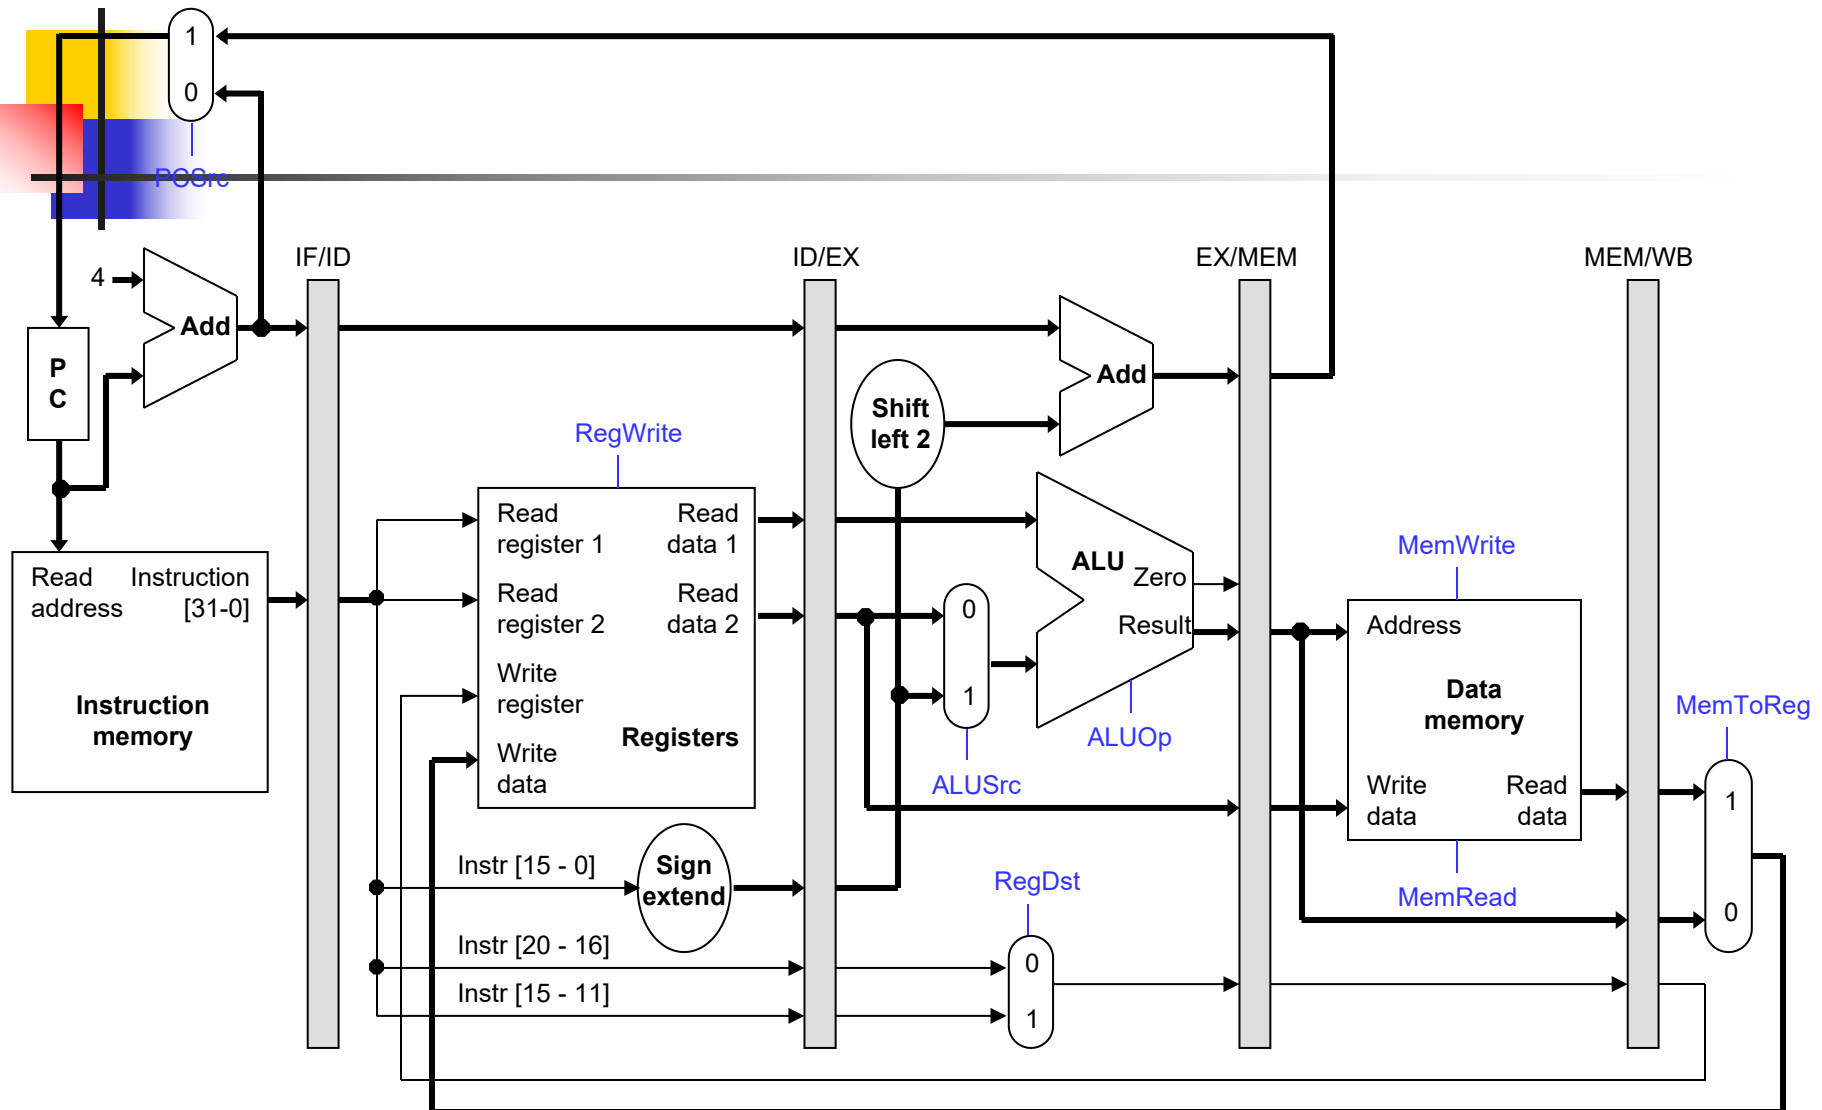 1
0
PCSrc
IF/ID
ID/EX
EX/MEM
MEM/WB
4
Add
P
C
Add
Shift
left 2
RegWrite
Read
register 1
Read
data 1
Read
register 2
Read
data 2
Write
register
Write
data
Registers
Read
address
Instruction
[31-0]
Instruction
memory
ALU
Zero
Result
ALUOp
0
1
ALUSrc
MemWrite
Address
Data
memory
Write
data
Read
data
MemRead
MemToReg
1
0
Instr [15 - 0]
Sign
extend
Instr [20 - 16]
Instr [15 - 11]
RegDst
0
1